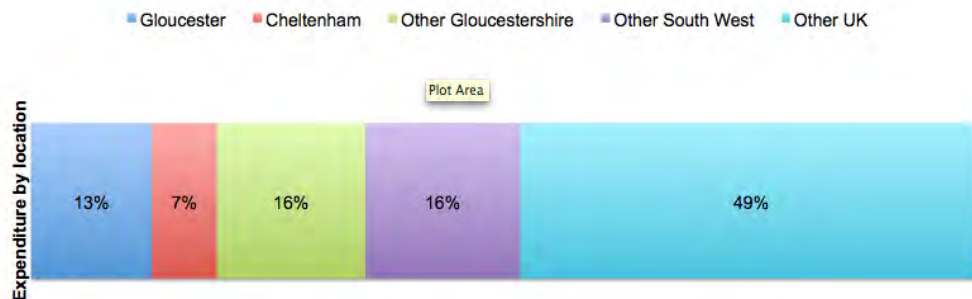 Gloucester Cheltenham Other Gloucestershire Other South West Other UK
Plot Area
Expenditure by location
13% 7% 16% 16% 49%